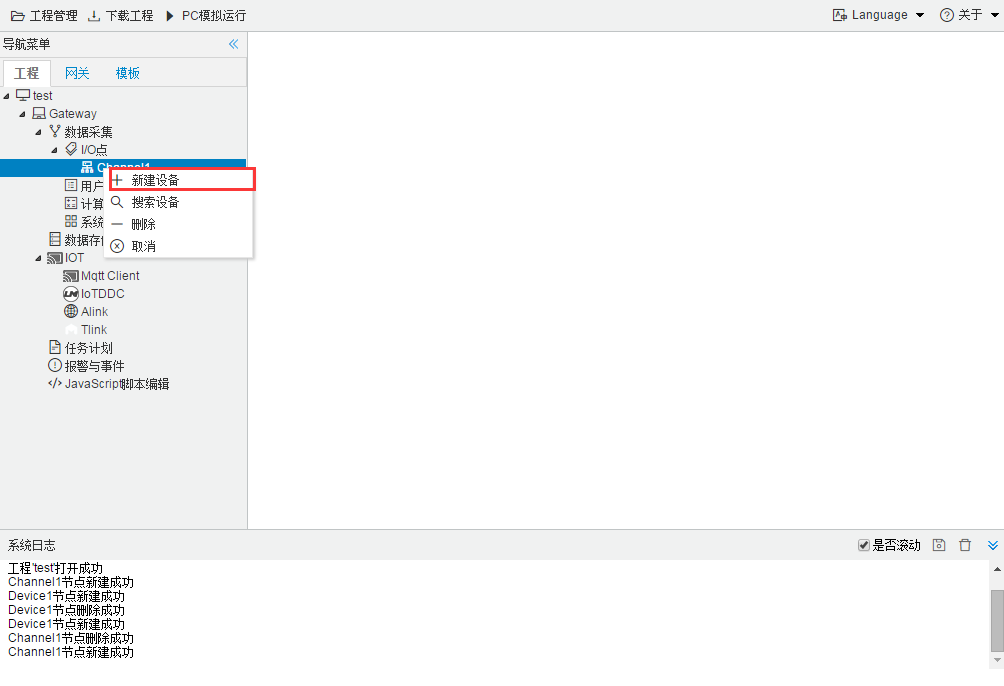 工程管理 下载工程 PC模拟运行 Language 关于
导航菜单
工程 网关 模板
test
Gateway
数据采集
I/O点
Channel1
新建设备
搜索设备
删除
取消
用户
计算
系统
数据存
IOT
Mqtt Client
IoTDDC
Alink
Tlink
任务计划
报警与事件
JavaScript脚本编辑
系统日志 是否滚动
工程'test'打开成功
Channel1节点新建成功
Device1节点新建成功
Device1节点删除成功
Device1节点新建成功
Channel1节点删除成功
Channel1节点新建成功